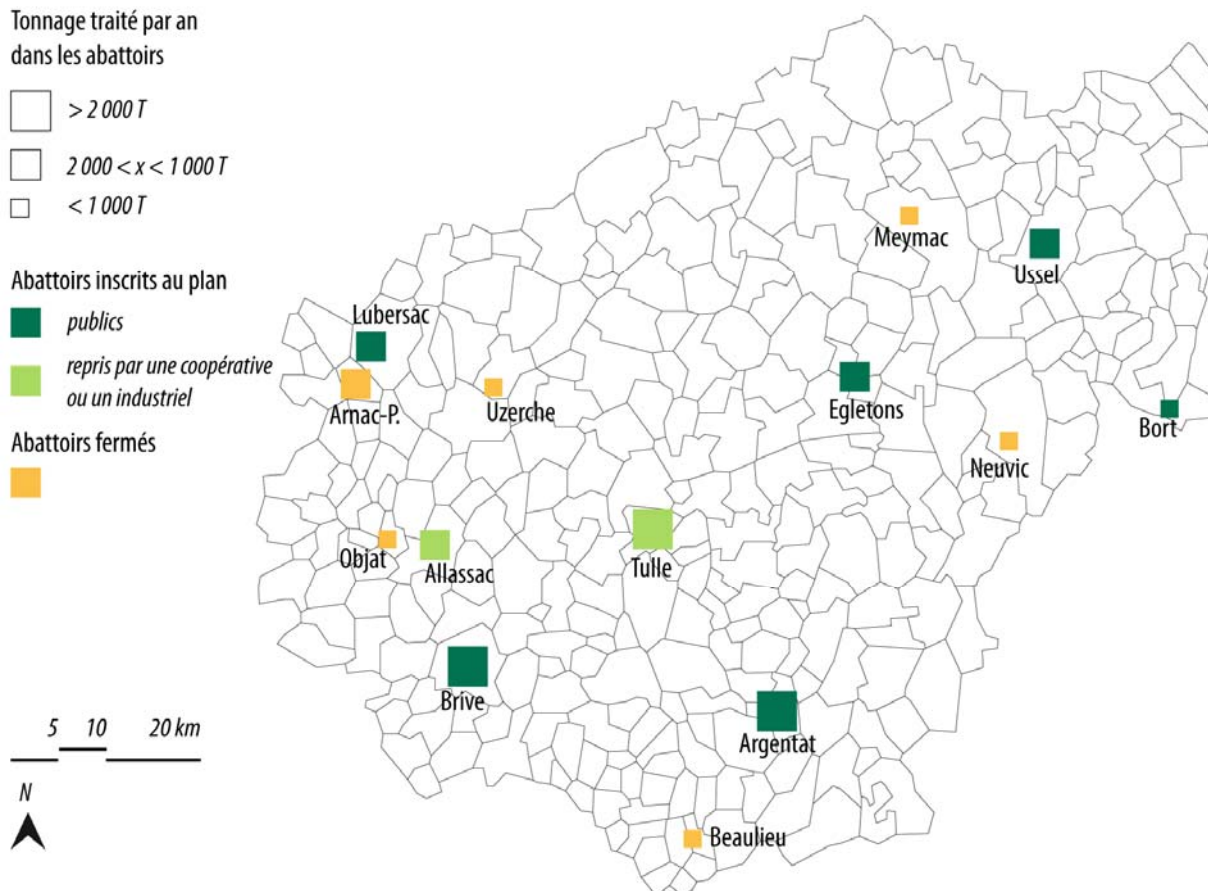 Tonnage traité par an
dans les abattoirs
> 2 000 T
2 000 < x < 1 000 T
< 1 000 T
Abattoirs inscrits au plan
publics
repris par une coopérative
ou un industriel
Abattoirs fermés
5 10 20 km
N
Meymac
Ussel
Lubersac
Arnac-P.
Uzerche
Egletons
Bort
Neuvic
Objat
Allassac
Tulle
Brive
Argentat
Beaulieu